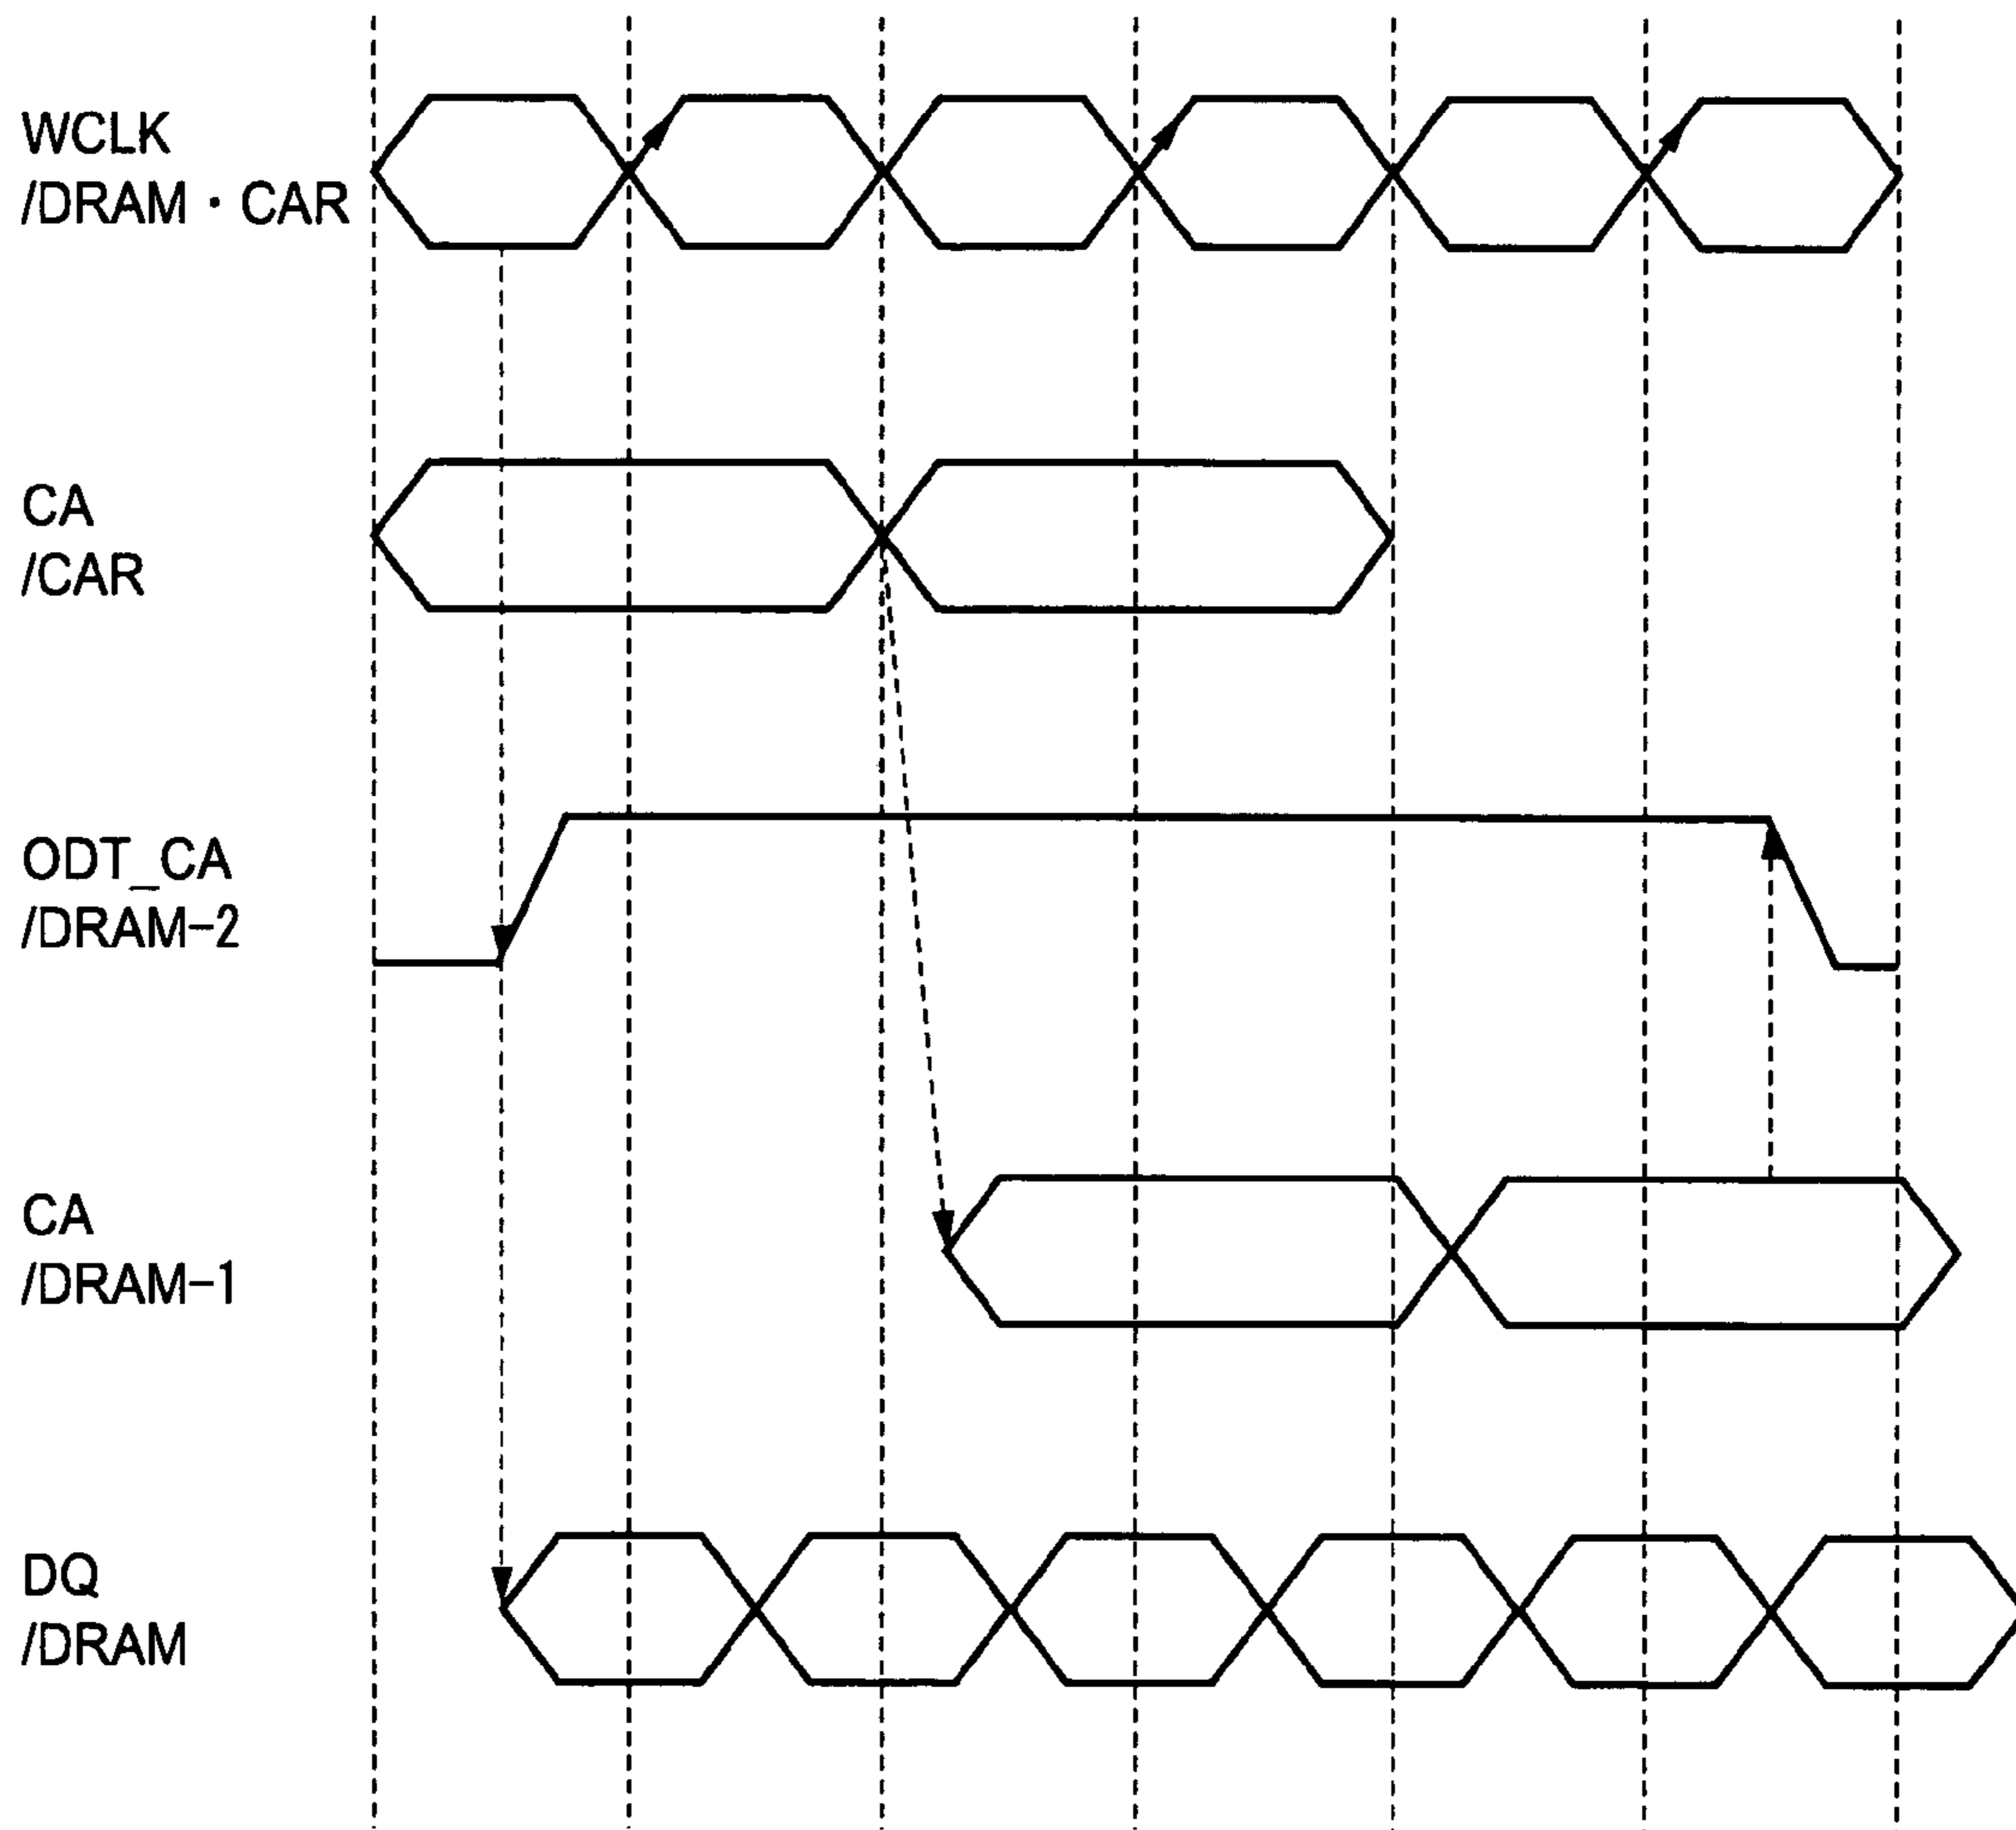 WCLK
/DRAM・CAR
CA
/CAR
ODT_CA
/DRAM-2
CA
/DRAM-1
DQ
/DRAM